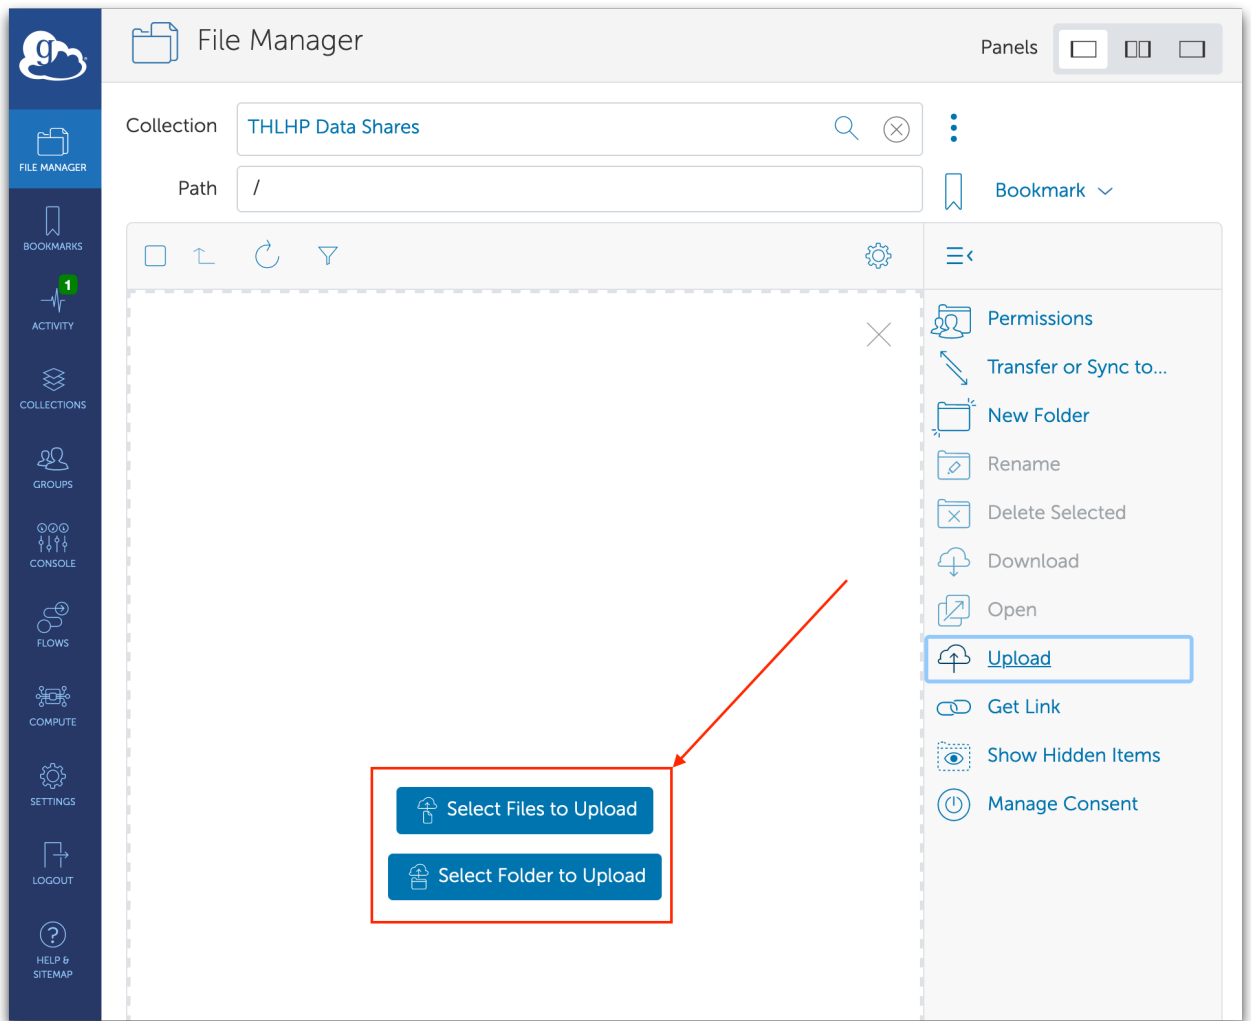 g
File Manager
Panels
FILE MANAGER
BOOKMARKS
1
ACTIVITY
COLLECTIONS
GROUPS
CONSOLE
FLOWS
COMPUTE
SETTINGS
LOGOUT
HELP &
SITEMAP
Collection
THLHP Data Shares
Path
/
Bookmark
Permissions
Transfer or Sync to...
New Folder
Rename
Delete Selected
Download
Open
Upload
Get Link
Show Hidden Items
Manage Consent
Select Files to Upload
Select Folder to Upload